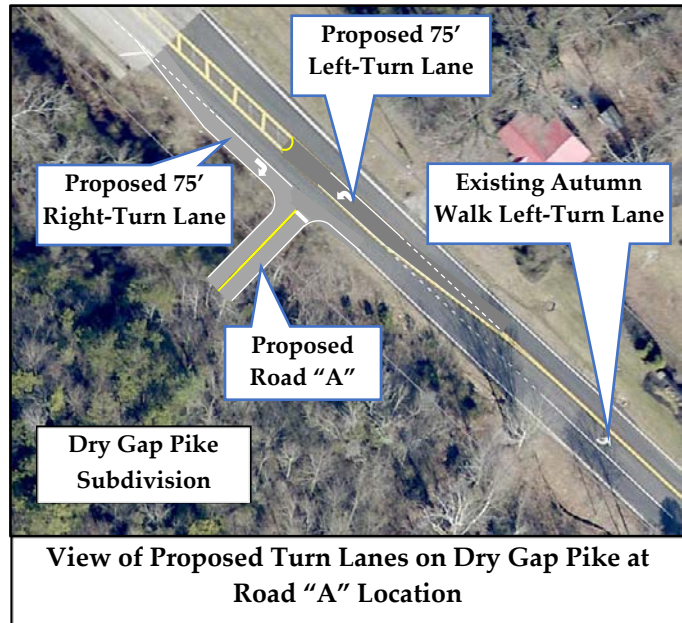 Proposed 75’
Left-Turn Lane
Proposed 75’
Right-Turn Lane
Existing Autumn
Walk Left-Turn Lane
Proposed
Road “A”
Dry Gap Pike
Subdivision
View of Proposed Turn Lanes on Dry Gap Pike at
Road “A” Location